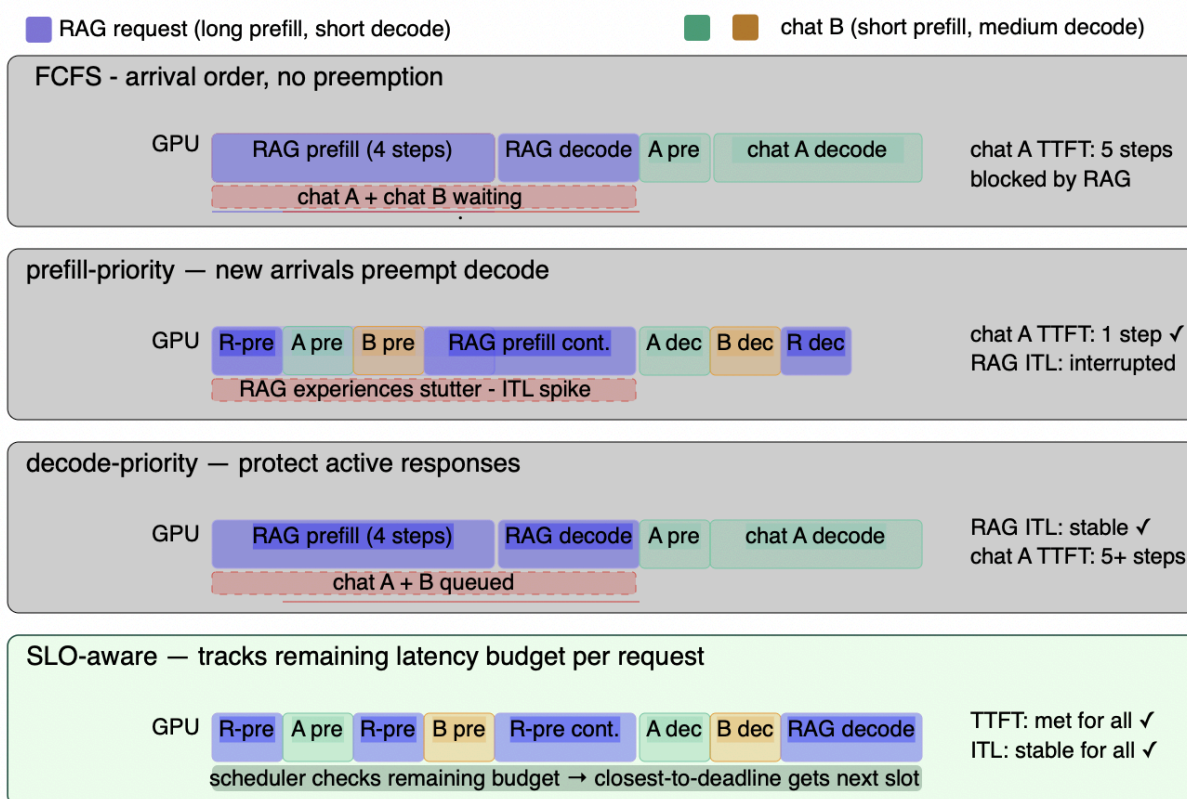 RAG request (long prefill, short decode)
chat B (short prefill, medium decode)
FCFS - arrival order, no preemption
GPU
RAG prefill (4 steps)
RAG decode
A pre
chat A decode
chat A + chat B waiting
chat A TTFT: 5 steps
blocked by RAG
prefill-priority — new arrivals preempt decode
GPU
R-pre
A pre
B pre
RAG prefill cont.
A dec
B dec
R dec
RAG experiences stutter - ITL spike
chat A TTFT: 1 step ✓
RAG ITL: interrupted
decode-priority — protect active responses
GPU
RAG prefill (4 steps)
RAG decode
A pre
chat A decode
chat A + B queued
RAG ITL: stable ✓
chat A TTFT: 5+ steps
SLO-aware — tracks remaining latency budget per request
GPU
R-pre
A pre
R-pre
B pre
R-pre cont.
A dec
B dec
RAG decode
scheduler checks remaining budget → closest-to-deadline gets next slot
TTFT: met for all ✓
ITL: stable for all ✓